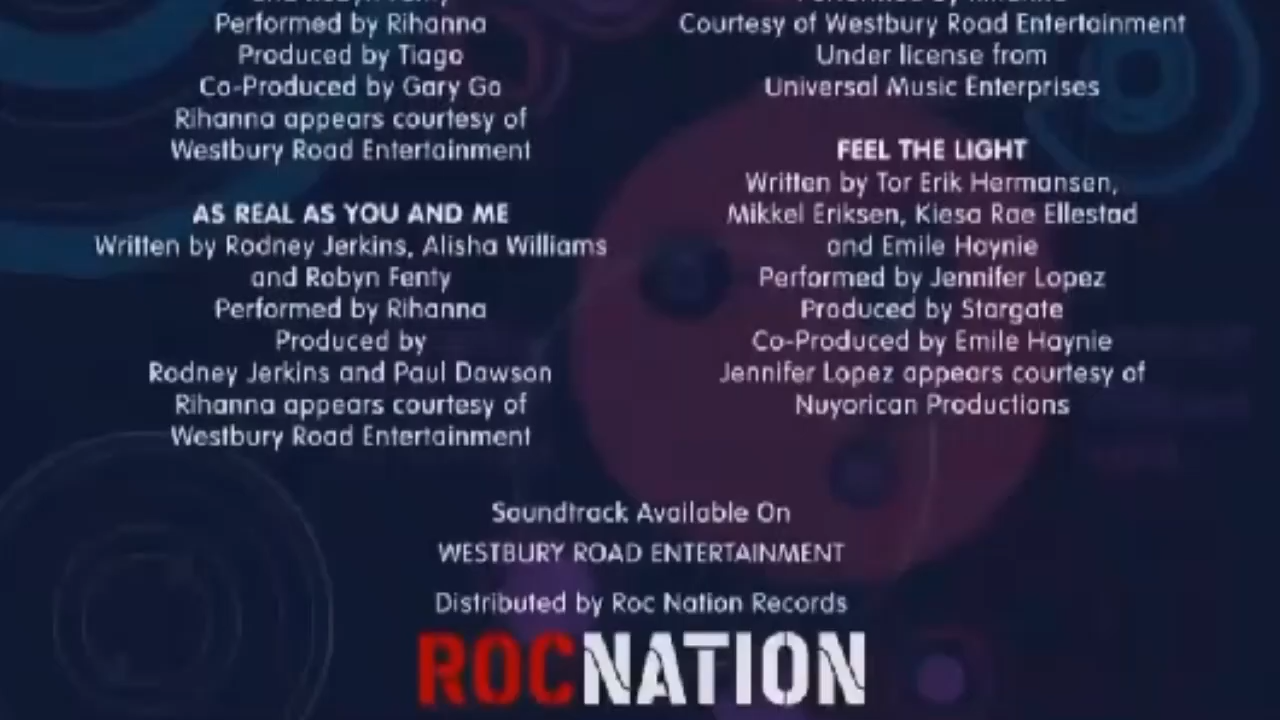 Performed by Rihanna
Produced by Tiago
Co-Produced by Gary Go
Rihanna appears courtesy of
Westbury Road Entertainment
AS REAL AS YOU AND ME
Written by Rodney Jerkins, Alisha Williams
and Robyn Fenty
Performed by Rihanna
Produced by
Rodney Jerkins and Paul Dawson
Rihanna appears courtesy of
Westbury Road Entertainment
Courtesy of Westbury Road Entertainment
Under license from
Universal Music Enterprises
FEEL THE LIGHT
Written by Tor Erik Hermansen,
Mikkel Eriksen, Kiesa Rae Ellestad
and Emile Haynie
Performed by Jennifer Lopez
Produced by Stargate
Co-Produced by Emile Haynie
Jennifer Lopez appears courtesy of
Nuyorican Productions
Soundtrack Available On
WESTBURY ROAD ENTERTAINMENT
Distributed by Roc Nation Records
ROCNATION